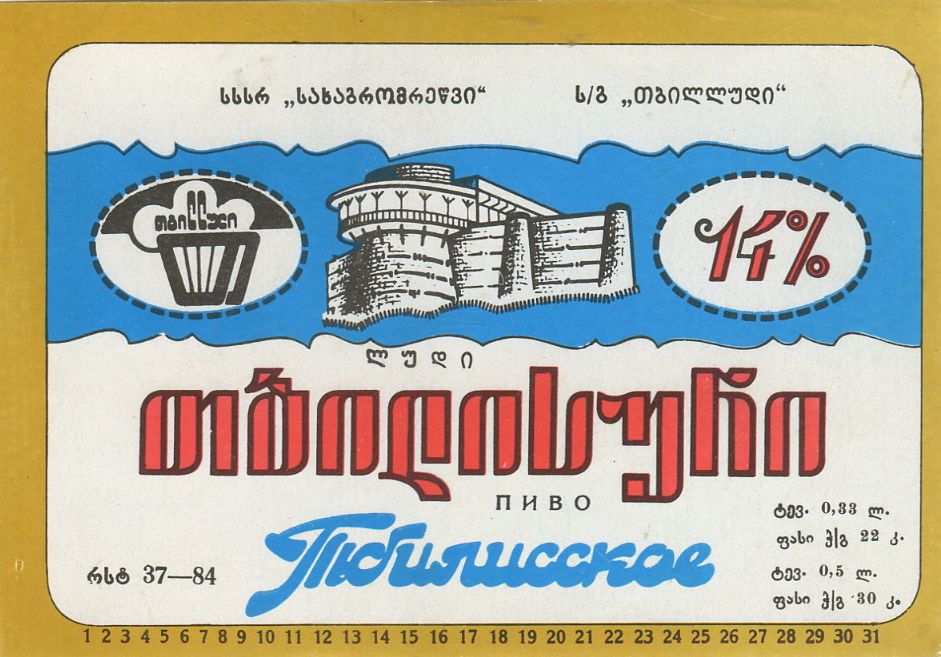 სსსრ „სახაგრომრეწვი“ ს/გ „თბილლუდი“
თბილლუდი
14%
ლუდი
თბილისური
ПИВО
Тбилисское
რსტ 37—84
ტევ. 0,33 ლ.
ფასი ჭ/გ 22 კ.
ტევ. 0,5 ლ.
ფასი ჭ/გ 30 კ.
1 2 3 4 5 6 7 8 9 10 11 12 13 14 15 16 17 18 19 20 21 22 23 24 25 26 27 28 29 30 31